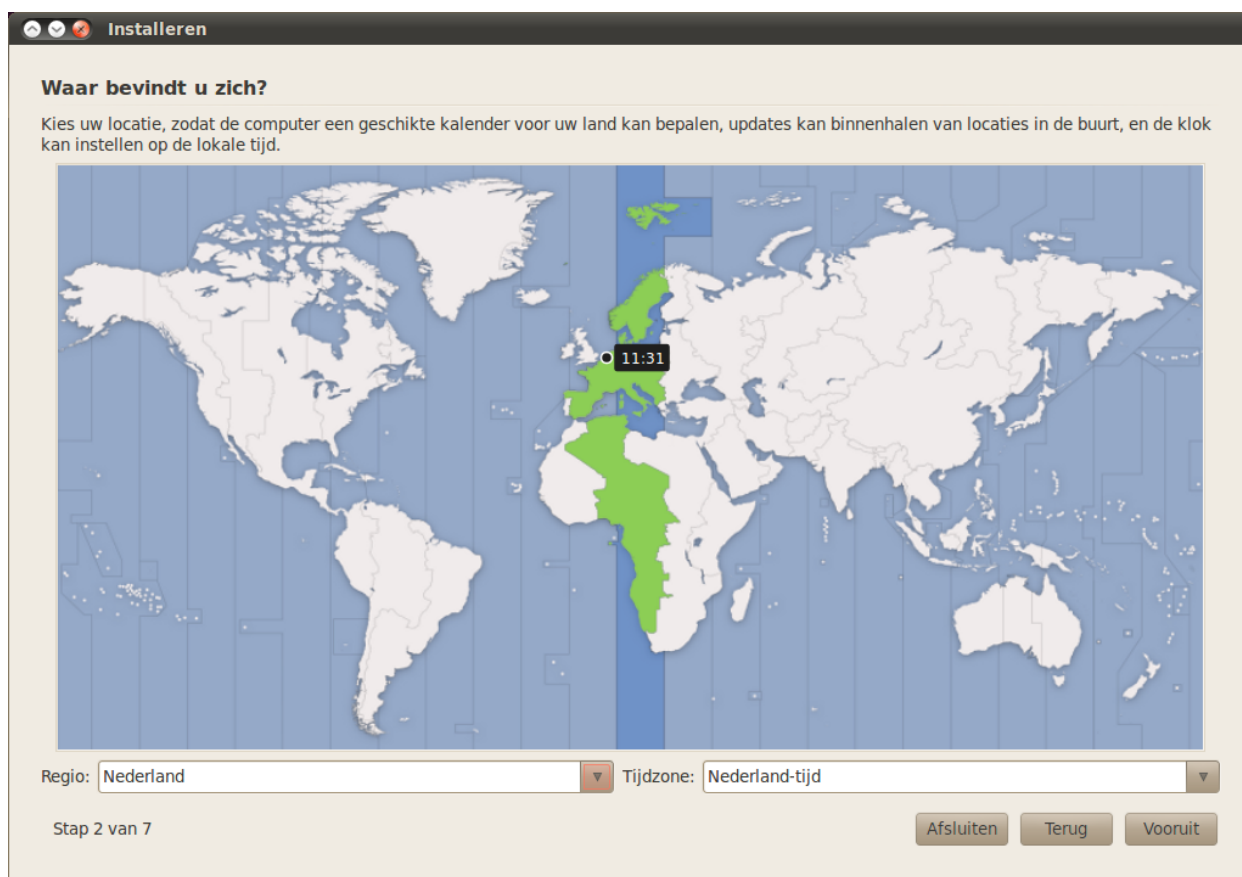 Installeren
Waar bevindt u zich?
Kies uw locatie, zodat de computer een geschikte kalender voor uw land kan bepalen, updates kan binnenhalen van locaties in de buurt, en de klok
kan instellen op de lokale tijd.
11:31
Regio: Nederland Tijdzone: Nederland-tijd
Stap 2 van 7 Afsluiten Terug Vooruit